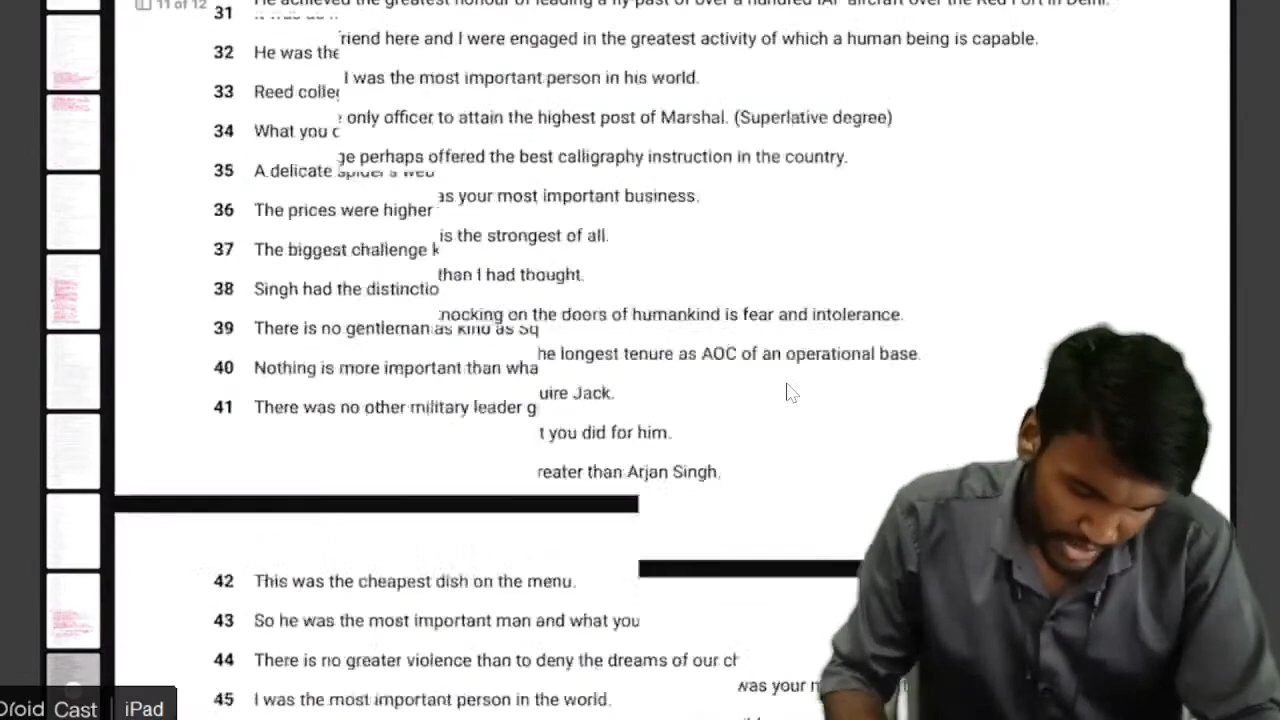 11 of 12
He achieved the greatest honour of leading a fly-past of over a hundred IAF aircraft over the Red Fort in Delhi.
31
riend here and I were engaged in the greatest activity of which a human being is capable.
32 He was the
I was the most important person in his world.
33 Reed colleg
only officer to attain the highest post of Marshal. (Superlative degree)
34 What you
ge perhaps offered the best calligraphy instruction in the country.
35 A delicate spider's web
as your most important business.
36 The prices were higher
is the strongest of all.
37 The biggest challenge k
than I had thought.
38 Singh had the distinctio
nocking on the doors of humankind is fear and intolerance.
39 There is no gentleman as kind as Sq
he longest tenure as AOC of an operational base.
40 Nothing is more important than wha
uire Jack.
41 There was no other military leader g
t you did for him.
reater than Arjan Singh.
42 This was the cheapest dish on the menu.
43 So he was the most important man and what you
44 There is no greater violence than to deny the dreams of our ch
was your
45 I was the most important person in the world.
Droid Cast iPad